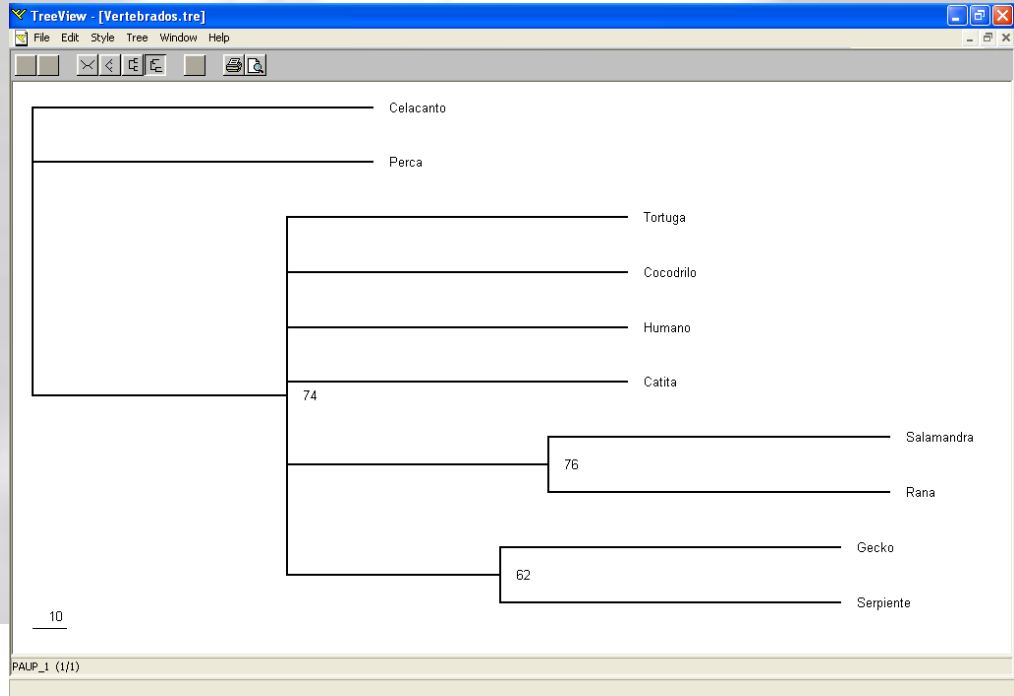 TreeView - [Vertebrados.tre]
File Edit Style Tree Window Help
Celacanto
Perca
Tortuga
Cocodrilo
Humano
Catita
74
Salamandra
76
Rana
Gecko
62
Serpiente
10
PAUP_1 (1/1)